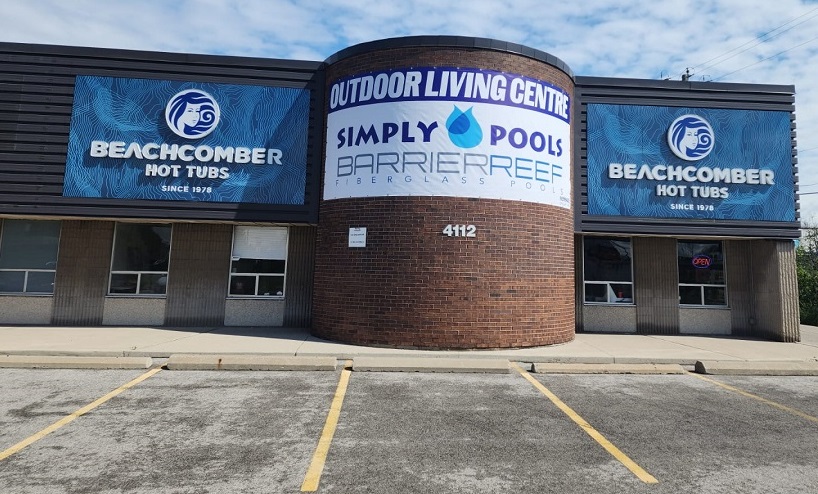 BEACHCOMBER
HOT TUBS
SINCE 1978
OUTDOOR LIVING CENTRE
SIMPLY POOLS
BARRIERREEF
FIBERGLASS POOLS
4112
BEACHCOMBER
HOT TUBS
SINCE 1978
OPEN